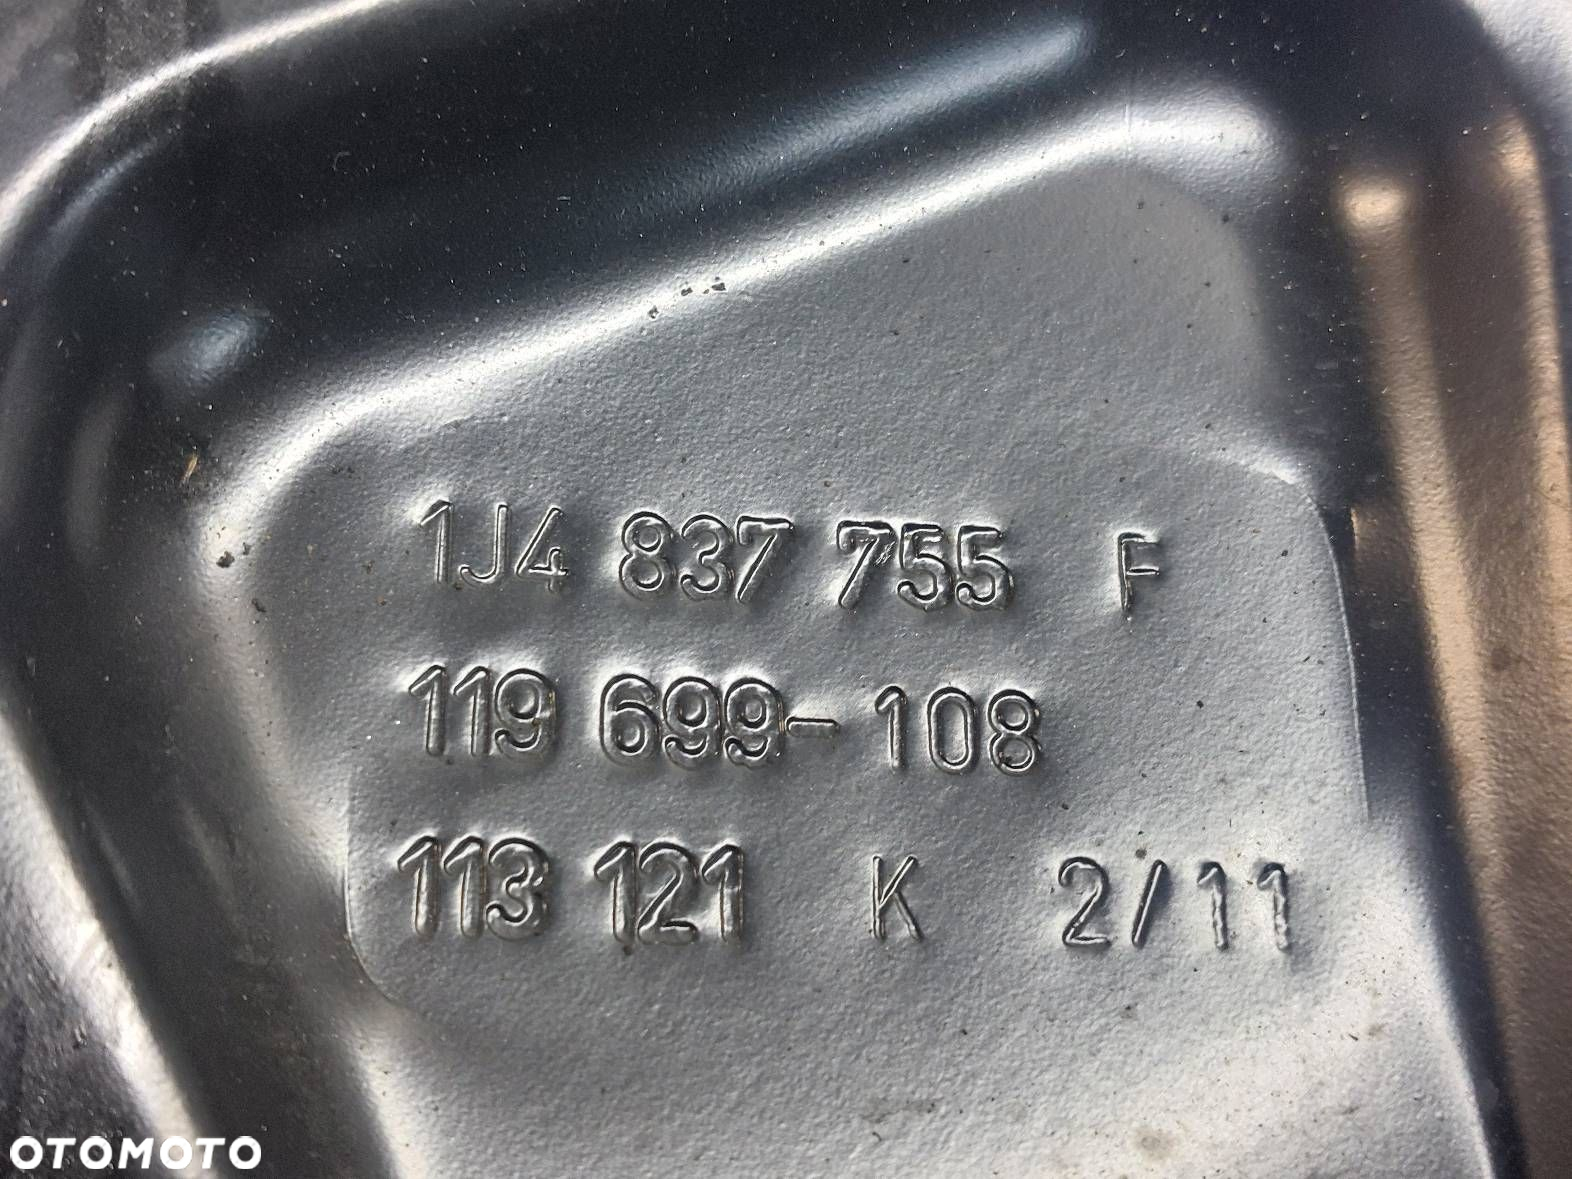 1J4 837 755 F
119 699-108
113 121 K 2/11
OTOMOTO